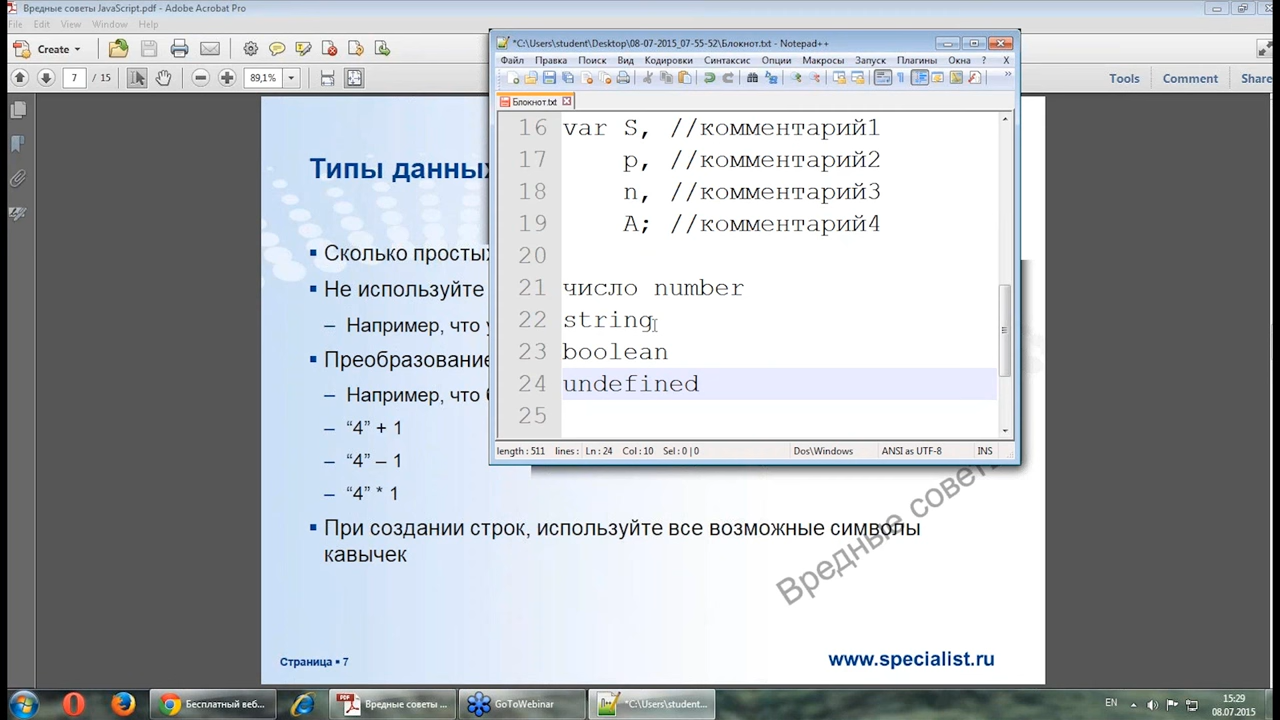 Вредные советы JavaScript.pdf - Adobe Acrobat Pro
File Edit View Window Help
Create
7 / 15
89,1%
Tools Comment Share
Типы данных
Сколько простых
Не используйте
– Например, что у
Преобразование
– Например, что б
– “4” + 1
– “4” – 1
– “4” * 1
При создании строк, используйте все возможные символы
кавычек
Вредные совет
Страница ▪ 7
www.specialist.ru
*C:\Users\student\Desktop\08-07-2015_07-55-52\Блокнот.txt - Notepad++
Файл Правка Поиск Вид Кодировки Синтаксис Опции Макросы Запуск Плагины Окна ? X
Блокнот.txt
16 var S, //комментарий1
17 p, //комментарий2
18 n, //комментарий3
19 A; //комментарий4
20
21 число number
22 string
23 boolean
24 undefined
25
length : 511 lines : Ln : 24 Col : 10 Sel : 0 | 0 Dos\Windows ANSI as UTF-8 INS
Бесплатный веб... Вредные советы ... GoToWebinar *C:\Users\student...
EN 15:29
08.07.2015